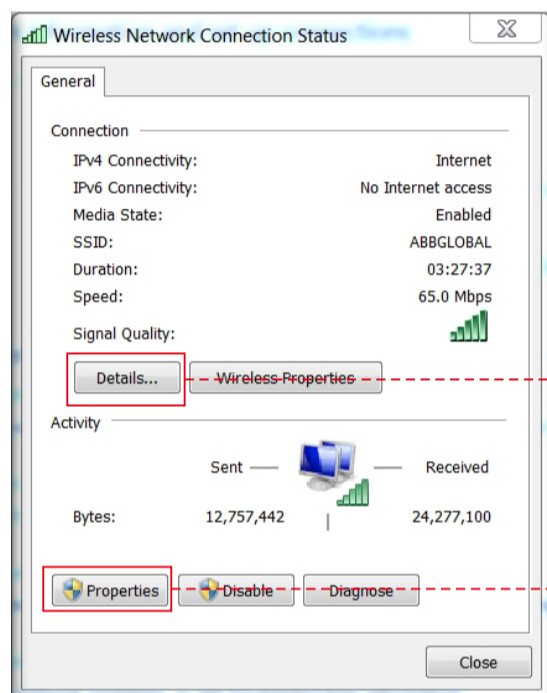 Wireless Network Connection Status
General
Connection
IPv4 Connectivity: Internet
IPv6 Connectivity: No Internet access
Media State: Enabled
SSID: ABBGLOBAL
Duration: 03:27:37
Speed: 65.0 Mbps
Signal Quality:
Details... Wireless Properties
Activity
Sent Received
Bytes: 12,757,442 24,277,100
Properties Disable Diagnose
Close